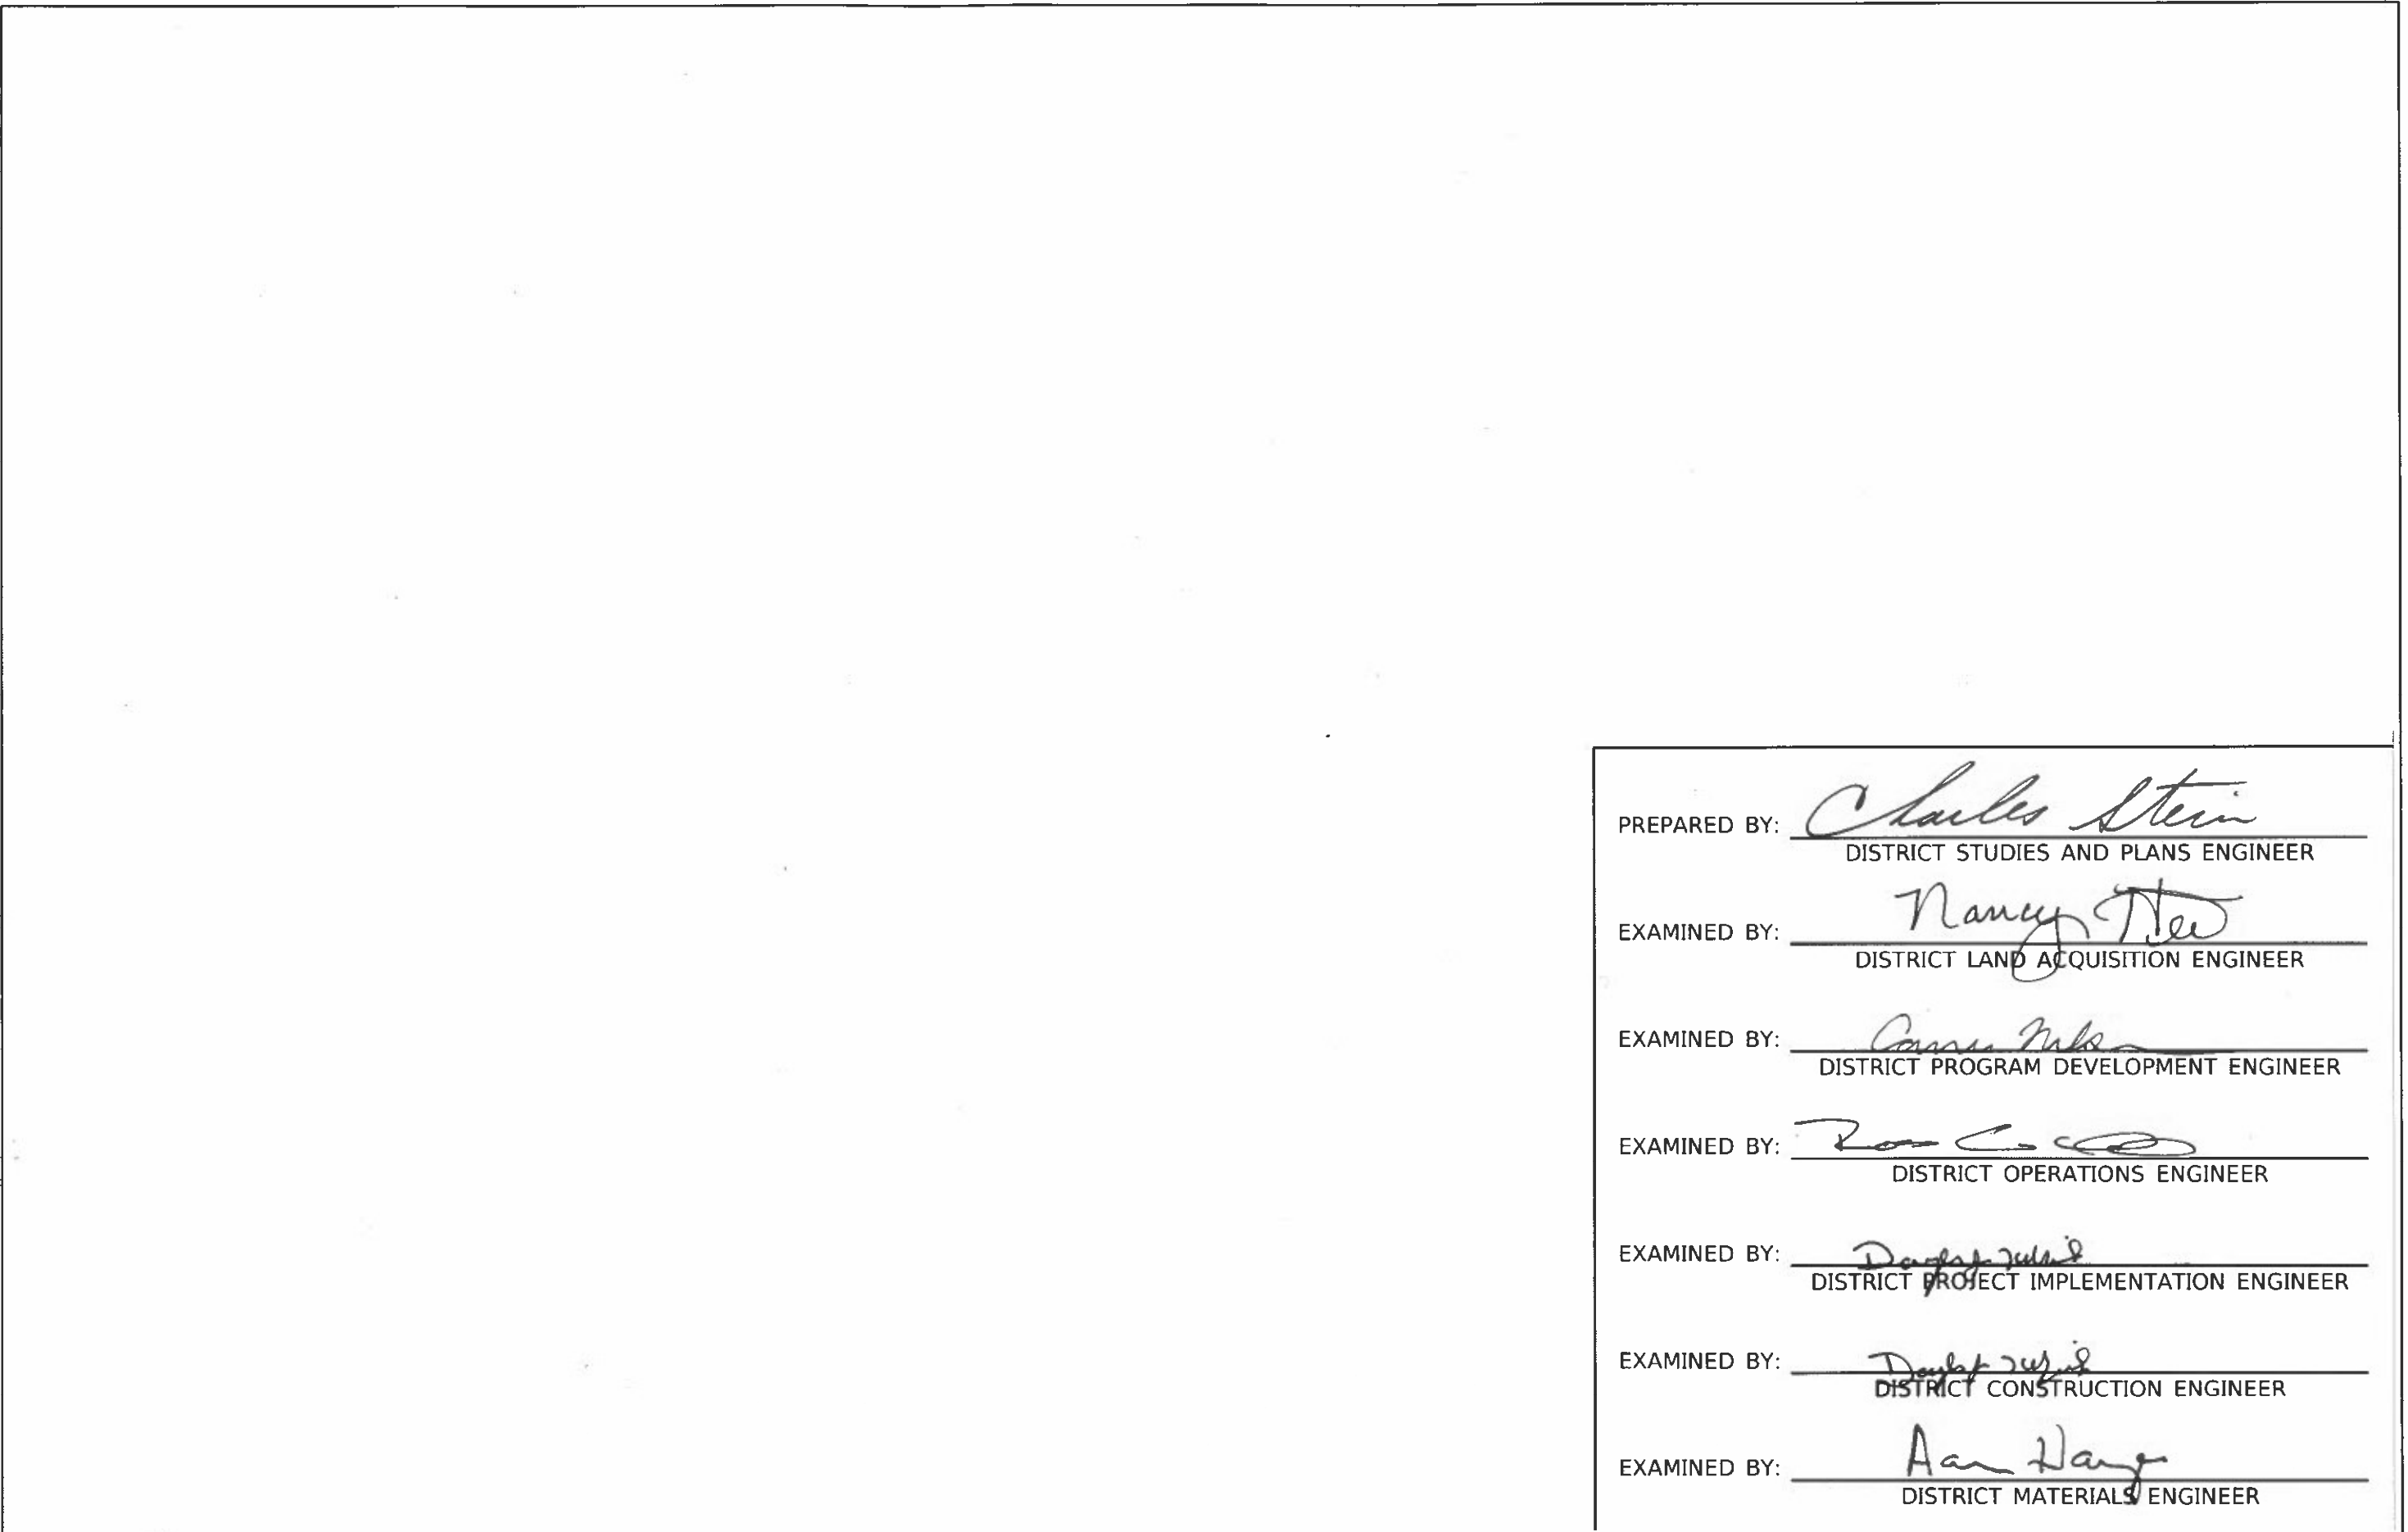 PREPARED BY: Charles Stein
DISTRICT STUDIES AND PLANS ENGINEER
EXAMINED BY: Nancy
DISTRICT LAND ACQUISITION ENGINEER
EXAMINED BY:
DISTRICT PROGRAM DEVELOPMENT ENGINEER
EXAMINED BY:
DISTRICT OPERATIONS ENGINEER
EXAMINED BY:
DISTRICT PROJECT IMPLEMENTATION ENGINEER
EXAMINED BY:
DISTRICT CONSTRUCTION ENGINEER
EXAMINED BY:
DISTRICT MATERIALS ENGINEER